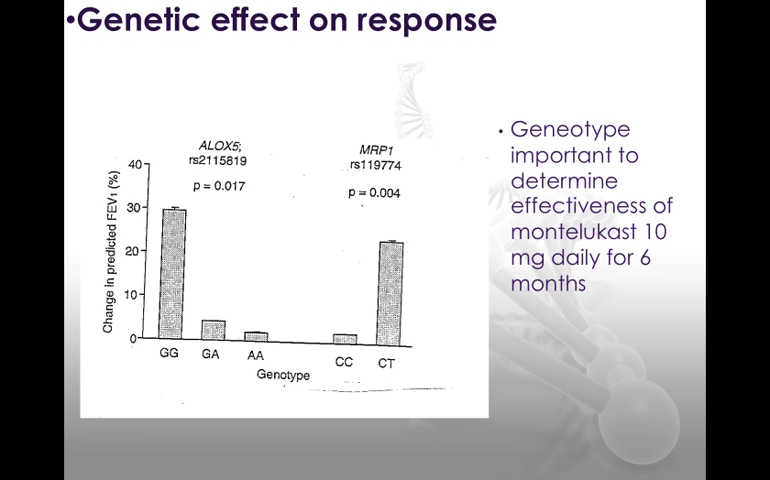 •Genetic effect on response
ALOX5;
rs2115819
p = 0.017
MRP1
rs119774
p = 0.004
Change in predicted FEV1 (%)
40
30
20
10
0
GG GA AA CC CT
Genotype
• Geneotype
important to
determine
effectiveness of
montelukast 10
mg daily for 6
months